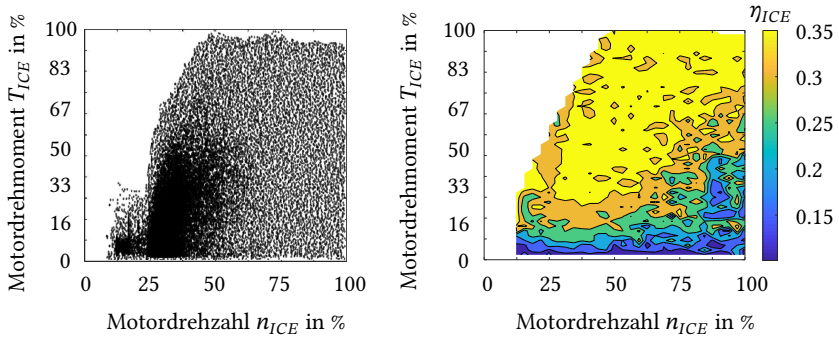 Motordrehmoment T_ICE in %
100
83
67
50
33
16
0
0 25 50 75 100
Motordrehzahl n_ICE in %
Motordrehmoment T_ICE in %
100
83
67
50
33
16
0
0 25 50 75 100
Motordrehzahl n_ICE in %
η_ICE
0.35
0.30
0.25
0.20
0.15